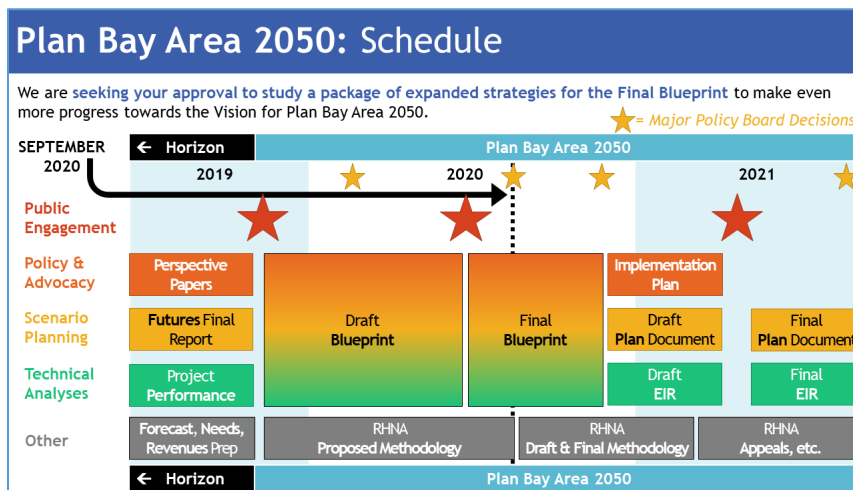 Plan Bay Area 2050: Schedule
We are seeking your approval to study a package of expanded strategies for the Final Blueprint to make even
more progress towards the Vision for Plan Bay Area 2050.
= Major Policy Board Decisions
SEPTEMBER
2020
← Horizon
Plan Bay Area 2050
2019
2020
2021
Public
Engagement
Policy &
Advocacy
Perspective
Papers
Implementation
Plan
Scenario
Planning
Futures Final
Report
Draft
Blueprint
Final
Blueprint
Draft
Plan Document
Final
Plan Document
Technical
Analyses
Project
Performance
Draft
EIR
Final
EIR
Other
Forecast, Needs,
Revenues Prep
RHNA
Proposed Methodology
RHNA
Draft & Final Methodology
RHNA
Appeals, etc.
← Horizon
Plan Bay Area 2050